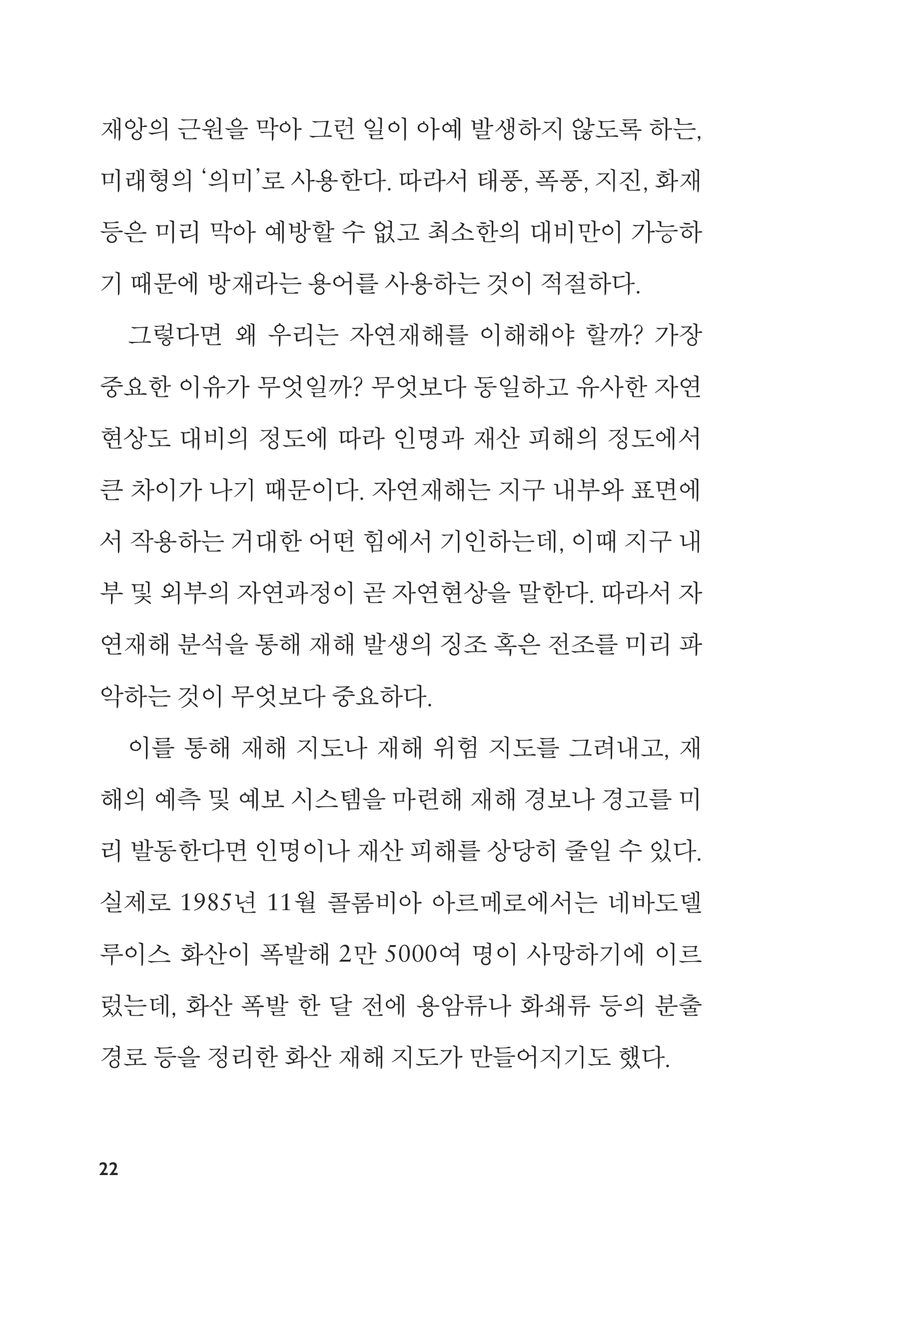 재앙의 근원을 막아 그런 일이 아예 발생하지 않도록 하는,
미래형의 ‘의미’로 사용한다. 따라서 태풍, 폭풍, 지진, 화재
등은 미리 막아 예방할 수 없고 최소한의 대비만이 가능하
기 때문에 방재라는 용어를 사용하는 것이 적절하다.
그렇다면 왜 우리는 자연재해를 이해해야 할까? 가장
중요한 이유가 무엇일까? 무엇보다 동일하고 유사한 자연
현상도 대비의 정도에 따라 인명과 재산 피해의 정도에서
큰 차이가 나기 때문이다. 자연재해는 지구 내부와 표면에
서 작용하는 거대한 어떤 힘에서 기인하는데, 이때 지구 내
부 및 외부의 자연과정이 곧 자연현상을 말한다. 따라서 자
연재해 분석을 통해 재해 발생의 징조 혹은 전조를 미리 파
악하는 것이 무엇보다 중요하다.
이를 통해 재해 지도나 재해 위험 지도를 그려내고, 재
해의 예측 및 예보 시스템을 마련해 재해 경보나 경고를 미
리 발동한다면 인명이나 재산 피해를 상당히 줄일 수 있다.
실제로 1985년 11월 콜롬비아 아르메로에서는 네바도델
루이스 화산이 폭발해 2만 5000여 명이 사망하기에 이르
렀는데, 화산 폭발 한 달 전에 용암류나 화쇄류 등의 분출
경로 등을 정리한 화산 재해 지도가 만들어지기도 했다.
22